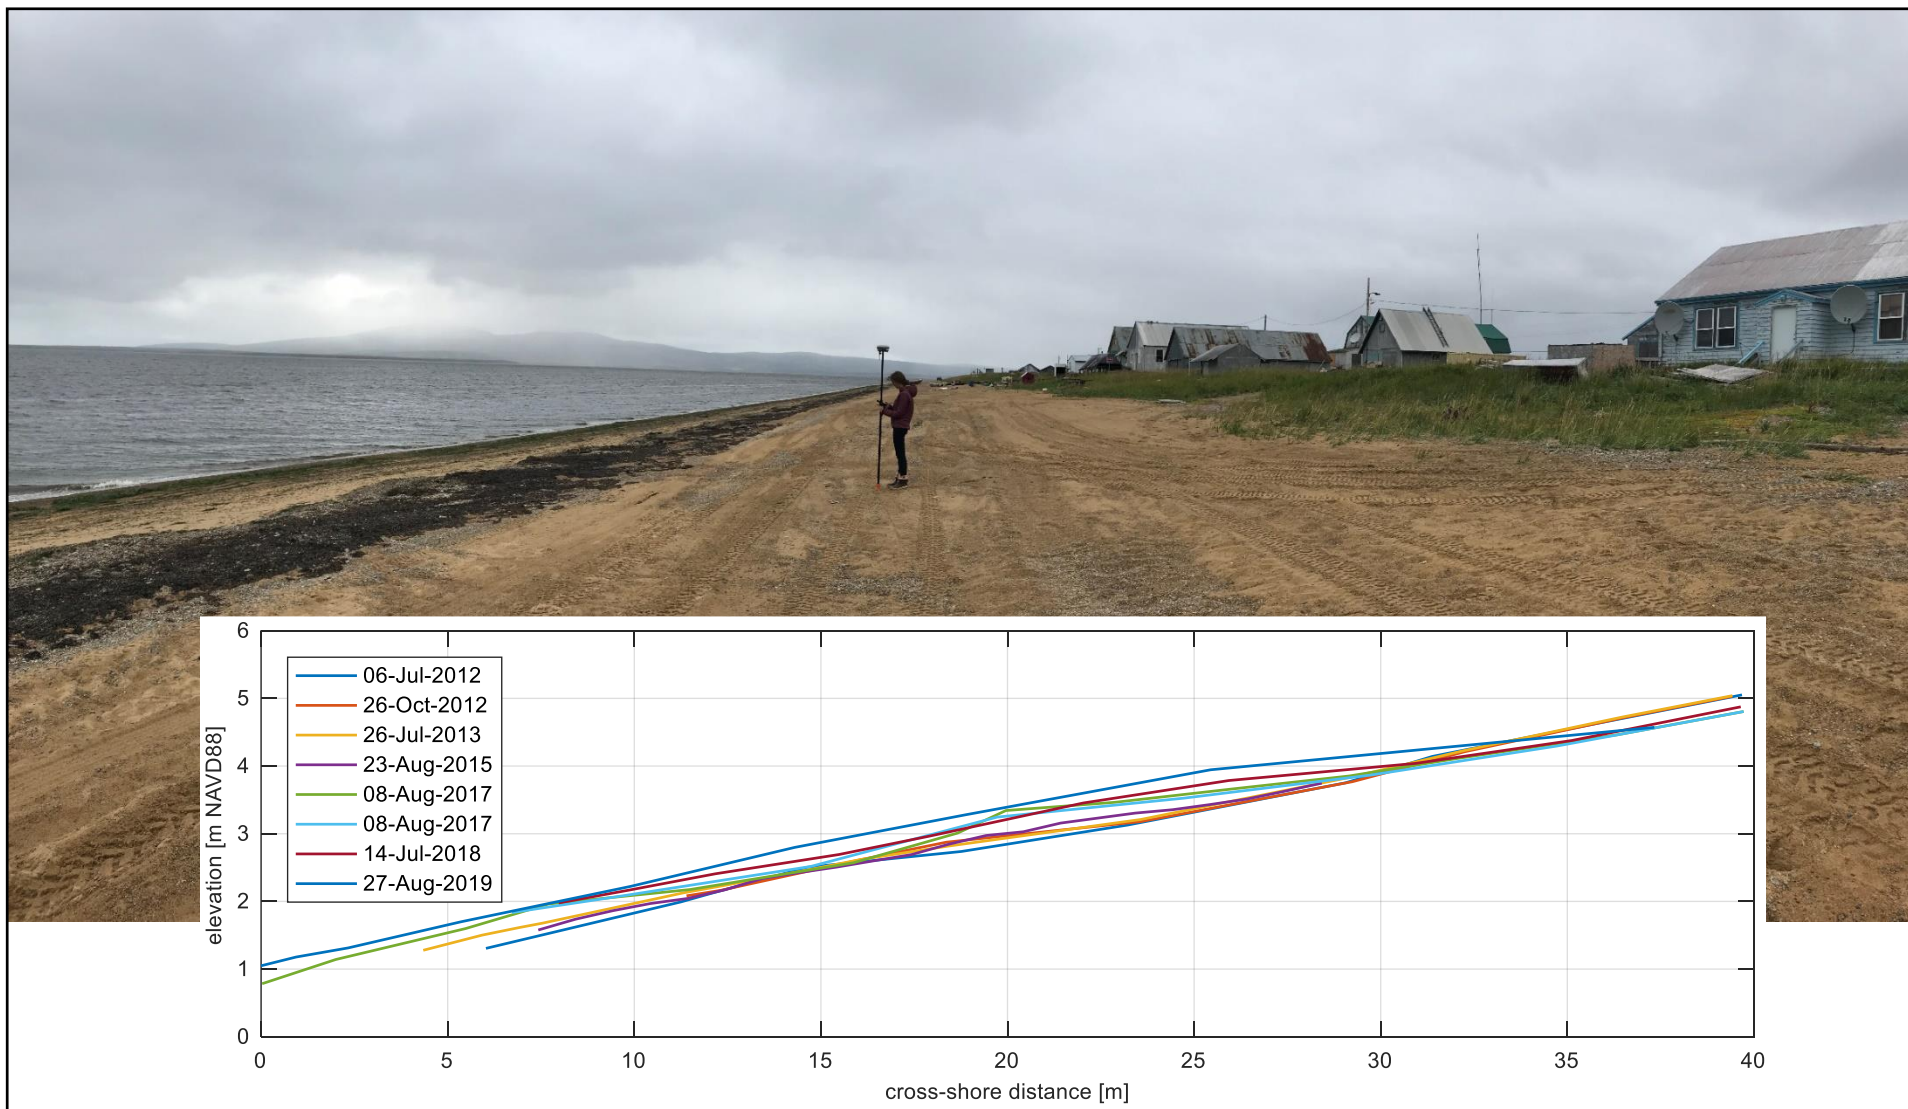 6
5
4
3
2
1
0
elevation [m NAVD88]
06-Jul-2012
26-Oct-2012
26-Jul-2013
23-Aug-2015
08-Aug-2017
08-Aug-2017
14-Jul-2018
27-Aug-2019
0 5 10 15 20 25 30 35 40
cross-shore distance [m]